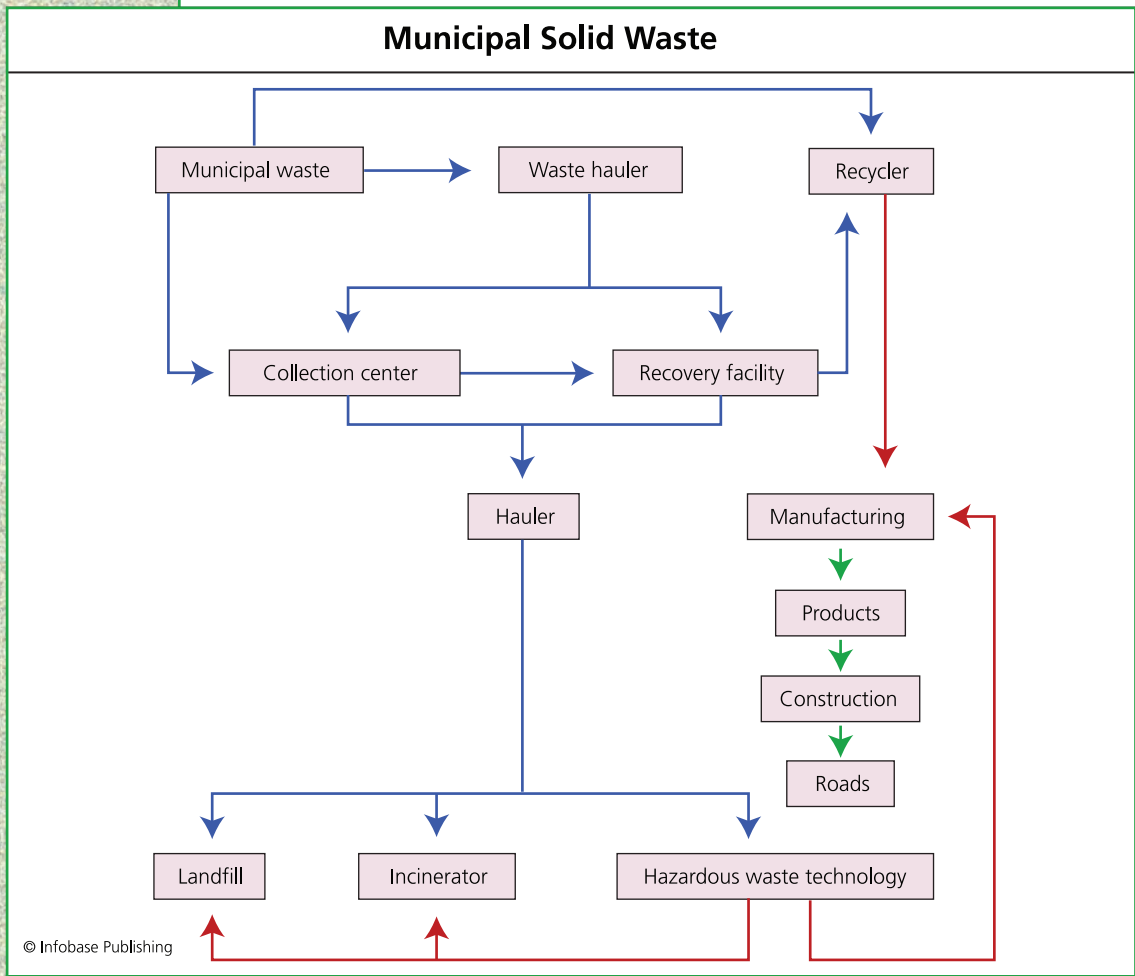 Municipal Solid Waste
Municipal waste
Waste hauler
Recycler
Collection center
Recovery facility
Hauler
Manufacturing
Products
Construction
Roads
Landfill
Incinerator
Hazardous waste technology
© Infobase Publishing